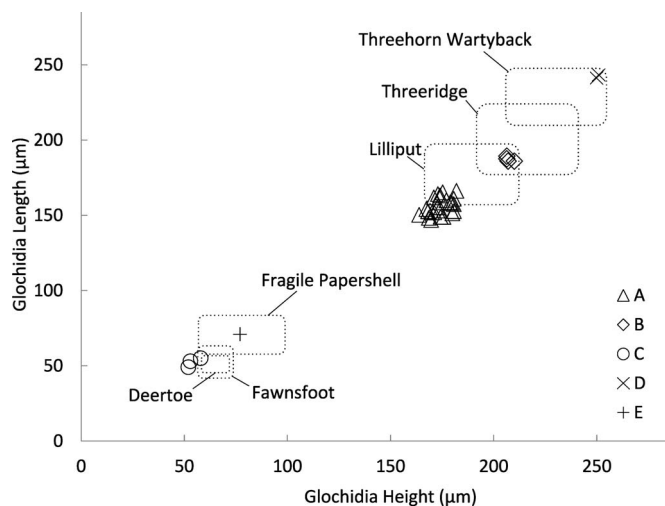 Threehorn Wartyback
Threeridge
Lilliput
Fragile Papershell
Deertoe
Fawnsfoot
Glochidia Length (μm)
250
200
150
100
50
0
0 50 100 150 200 250
Glochidia Height (μm)
A
B
C
D
E